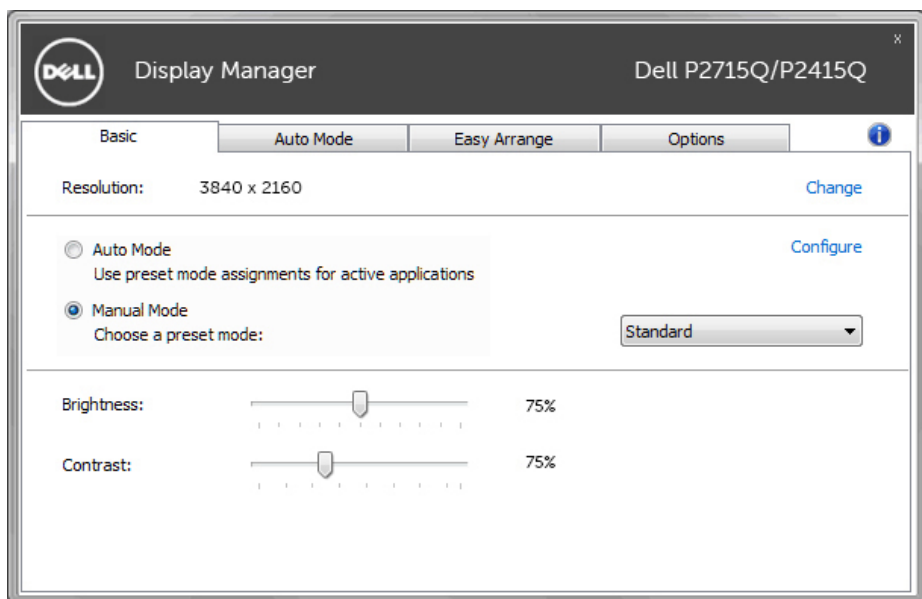 x
DELL
Display Manager
Dell P2715Q/P2415Q
Basic
Auto Mode
Easy Arrange
Options
i
Resolution:
3840 x 2160
Change
Auto Mode
Configure
Use preset mode assignments for active applications
Manual Mode
Choose a preset mode:
Standard
Brightness:
75%
Contrast:
75%